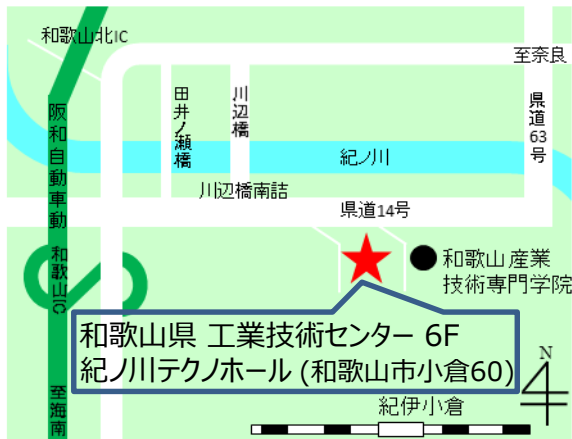 和歌山北IC
至奈良
阪和自動車動
田井ノ瀬橋
川辺橋
県道63号
紀ノ川
川辺橋南詰
県道14号
和歌山IC
和歌山産業
技術専門学院
和歌山県 工業技術センター 6F
紀ノ川テクノホール (和歌山市小倉60)
至海南
紀伊小倉
N